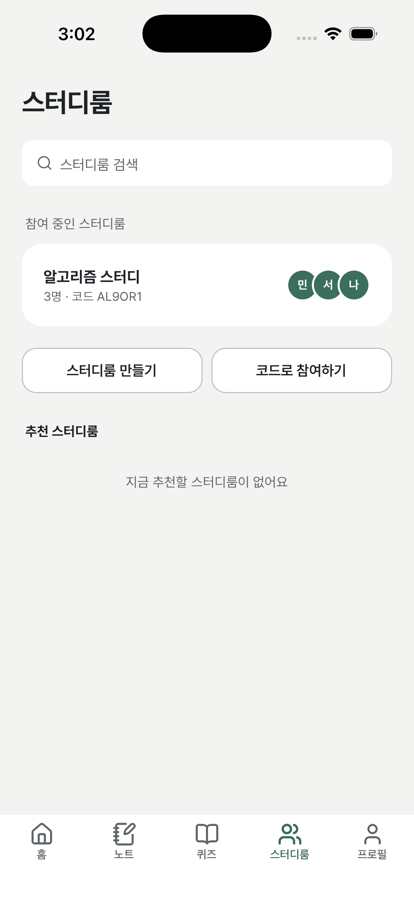 3:02
스터디룸
스터디룸 검색
참여 중인 스터디룸
알고리즘 스터디
3명 · 코드 AL9OR1
민 서 나
스터디룸 만들기
코드로 참여하기
추천 스터디룸
지금 추천할 스터디룸이 없어요
홈
노트
퀴즈
스터디룸
프로필